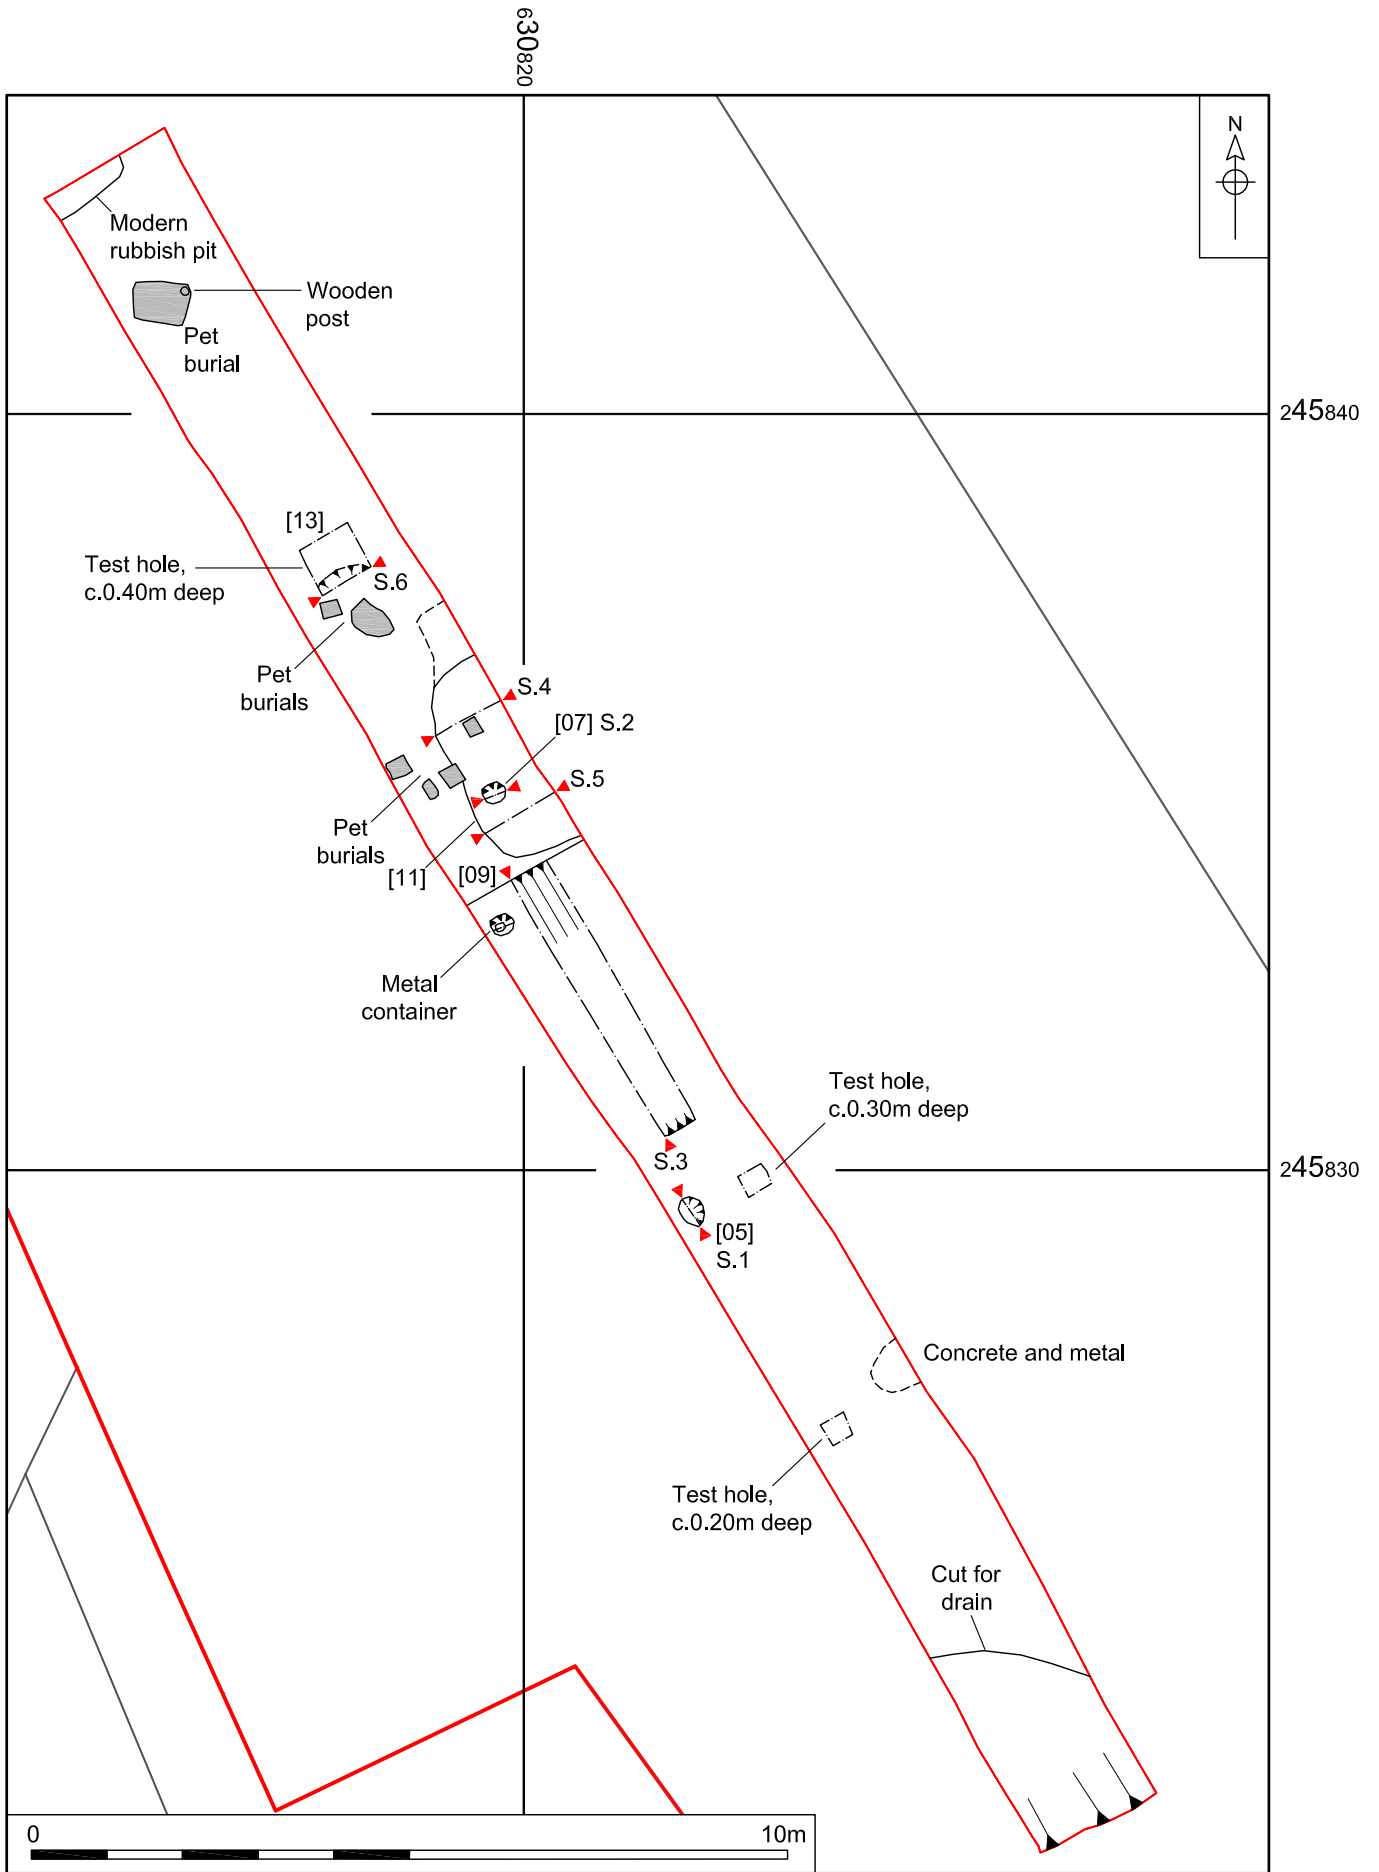 630820
N
Modern
rubbish pit
Wooden
post
Pet
burial
245840
[13]
Test hole,
c.0.40m deep
S.6
Pet
burials
S.4
[07] S.2
S.5
Pet
burials
[11]
[09]
Metal
container
Test hole,
c.0.30m deep
S.3
245830
[05]
S.1
Concrete and metal
Test hole,
c.0.20m deep
Cut for
drain
0 10m